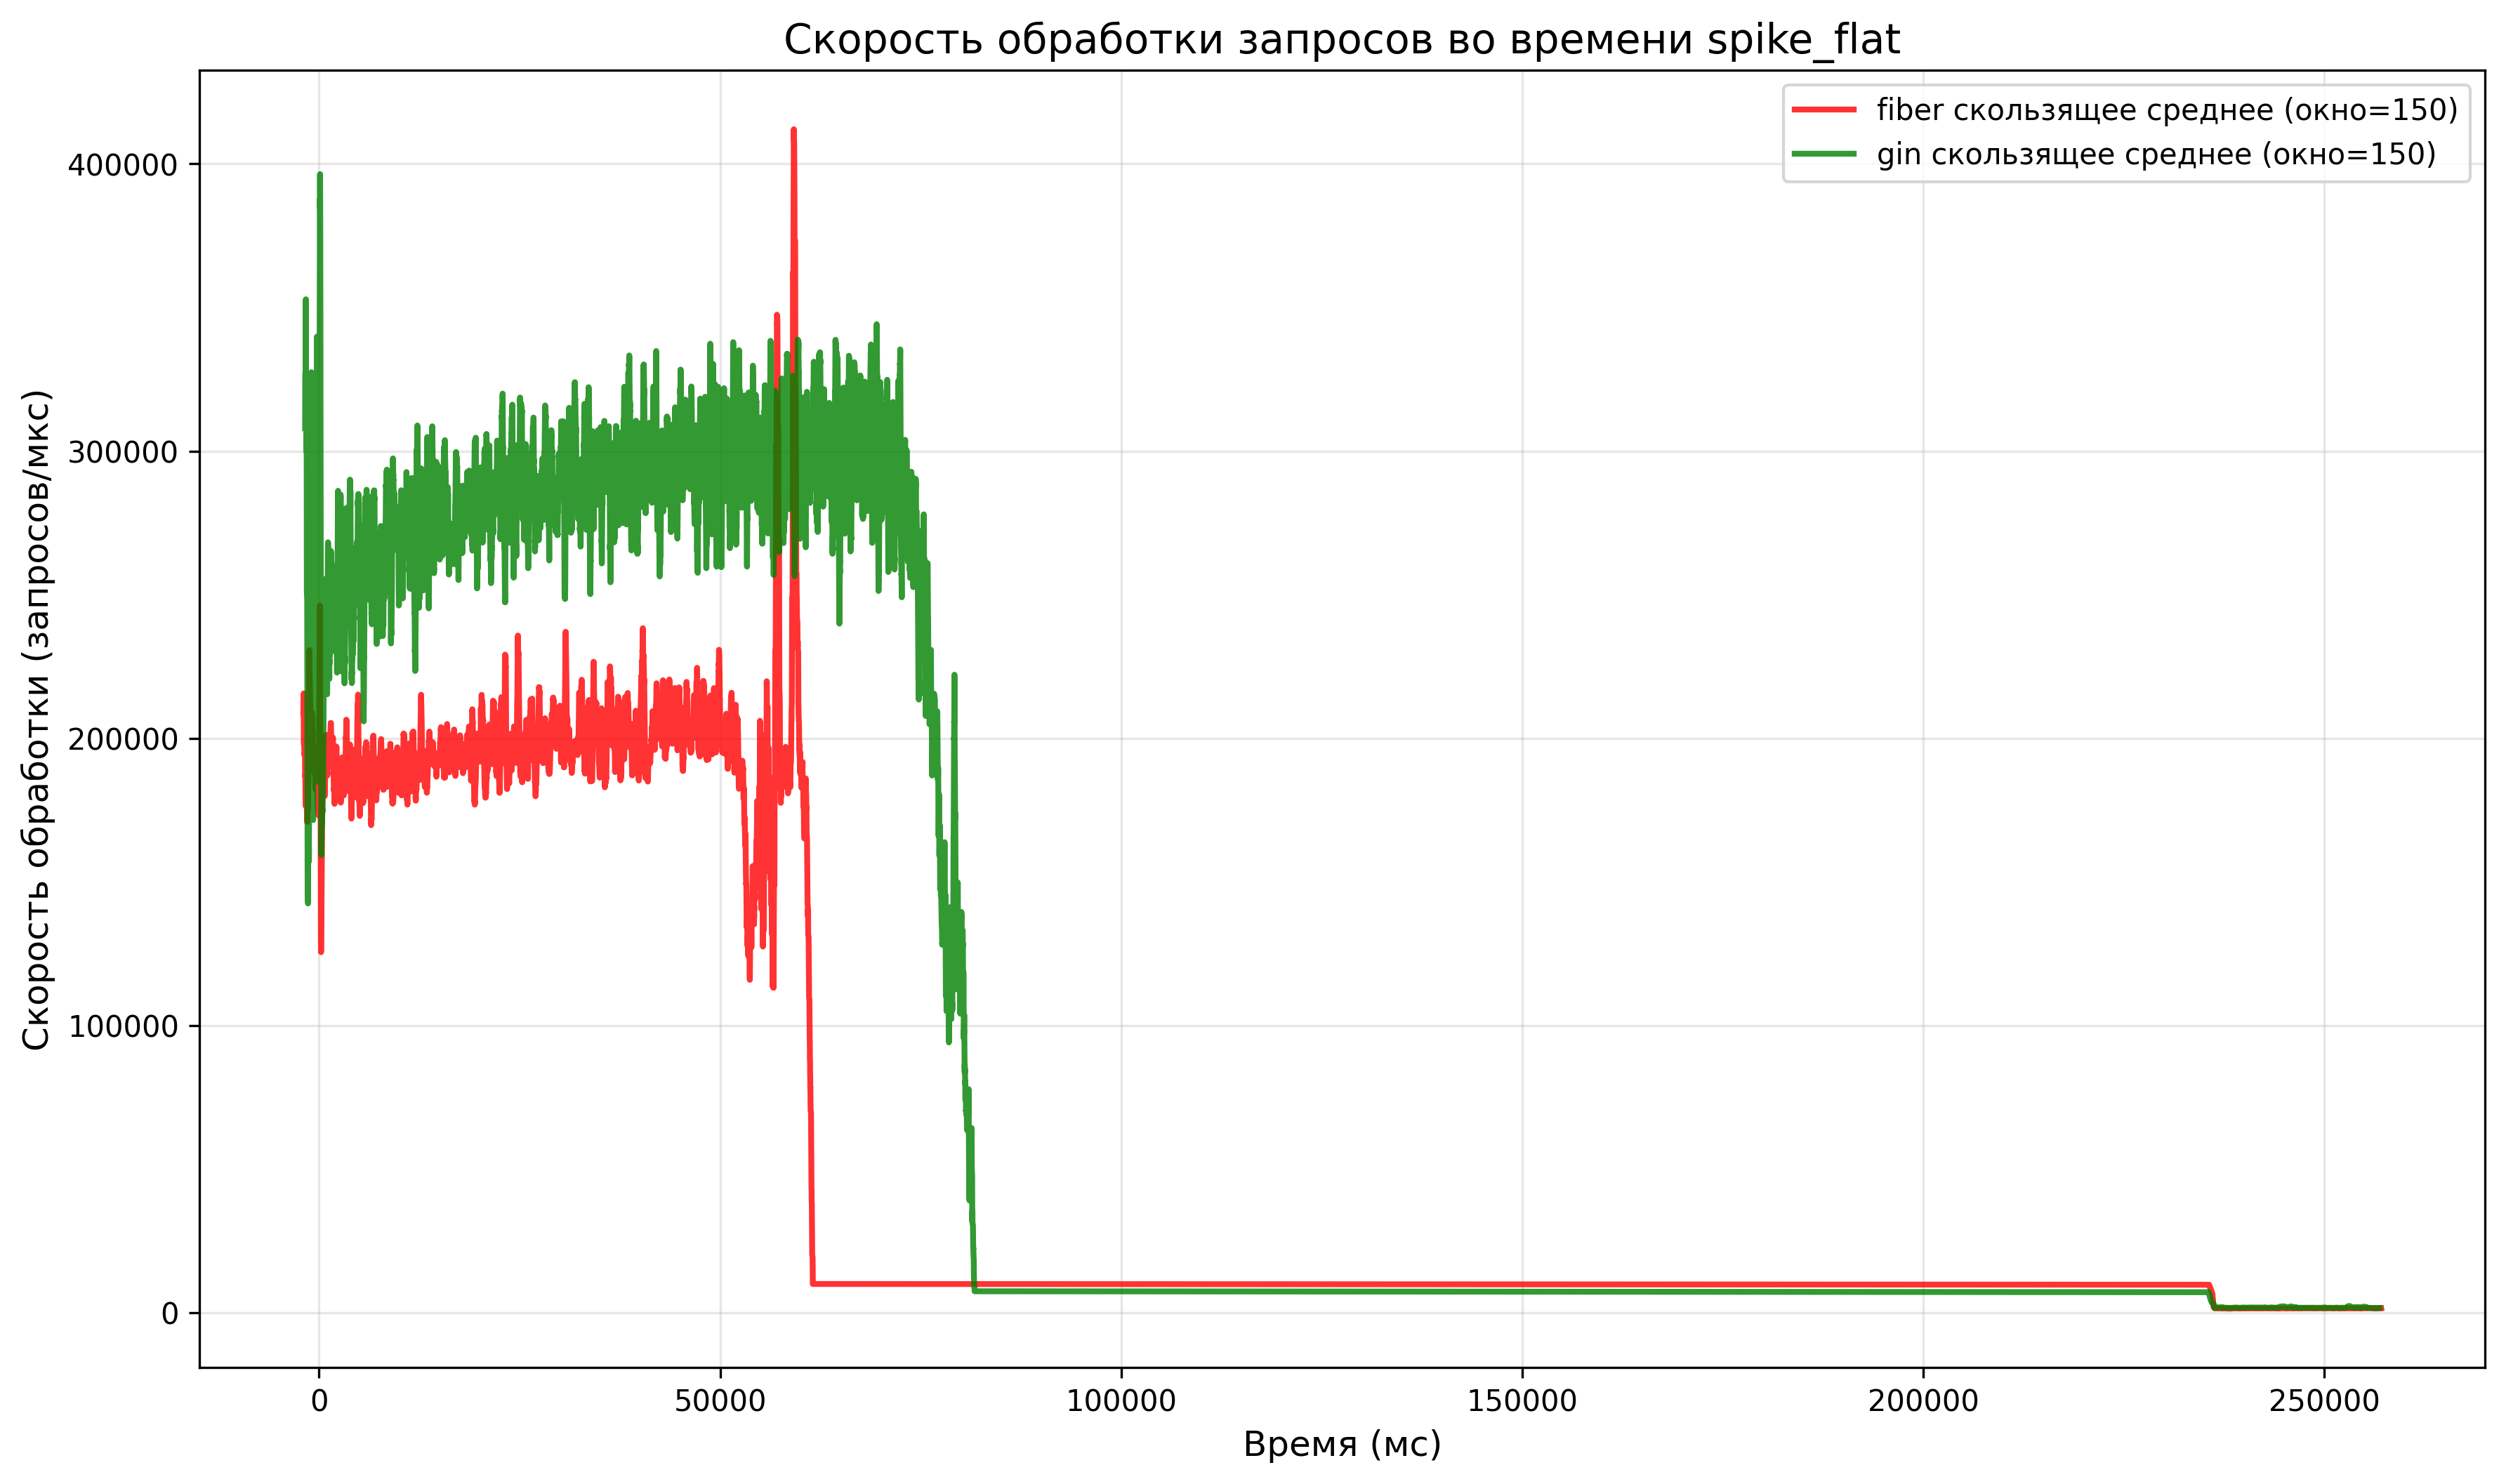 Скорость обработки запросов во времени spike_flat
fiber скользящее среднее (окно=150)
gin скользящее среднее (окно=150)
Скорость обработки (запросов/мкс)
400000
300000
200000
100000
0
0
50000
100000
150000
200000
250000
Время (мс)